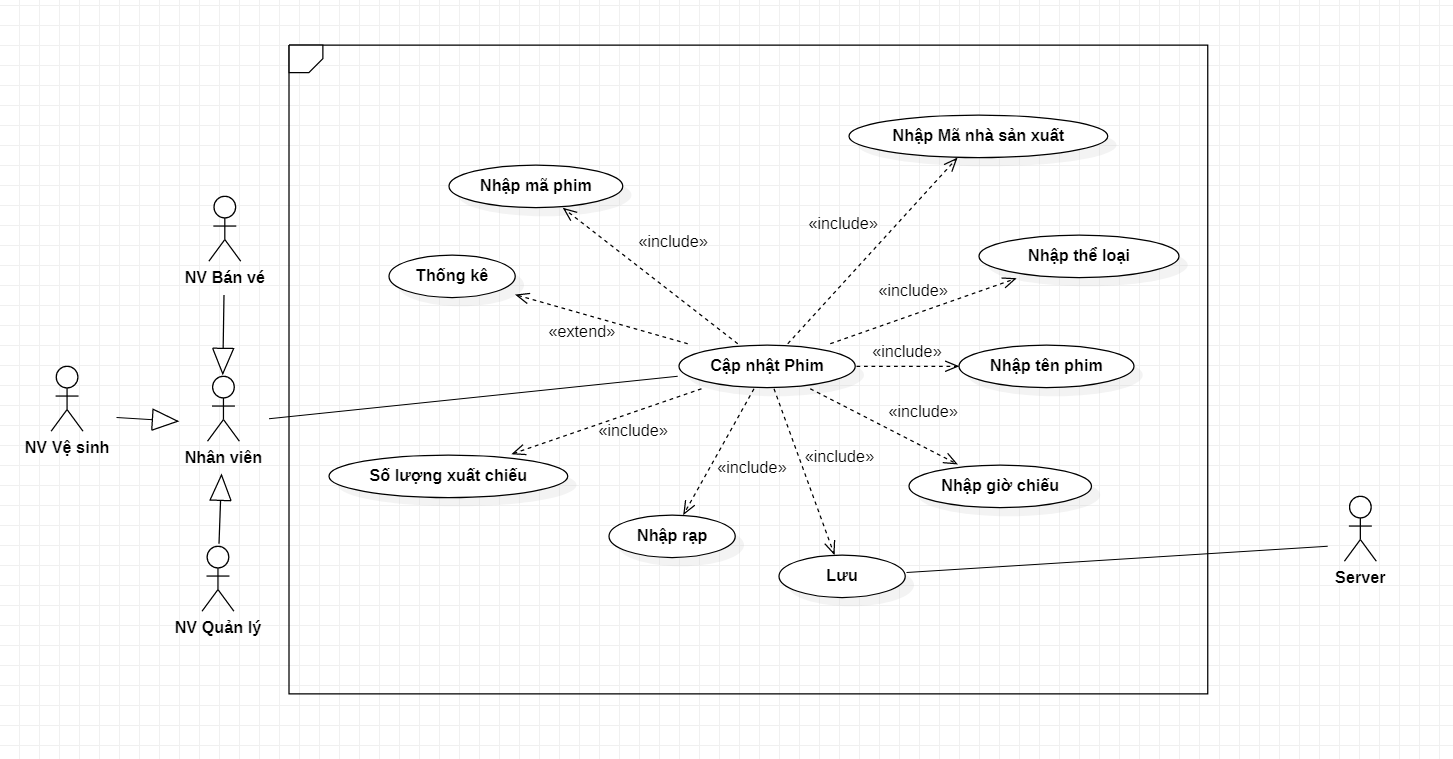 Nhập Mã nhà sản xuất
Nhập mã phim
«include»
«include»
Nhập thể loại
NV Bán vé
Thống kê
«include»
«extend»
«include»
Cập nhật Phim
Nhập tên phim
«include»
«include»
NV Vệ sinh
Nhân viên
«include»
«include»
Số lượng xuất chiếu
Nhập giờ chiếu
Nhập rạp
Lưu
Server
NV Quản lý